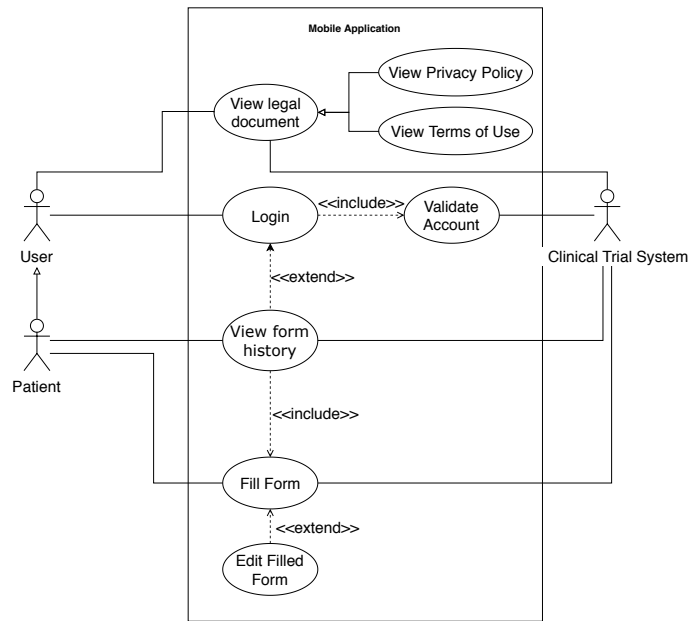 Mobile Application
View Privacy Policy
View legal
document
View Terms of Use
<<include>>
Login
Validate
Account
User
Clinical Trial System
<<extend>>
View form
history
Patient
<<include>>
Fill Form
<<extend>>
Edit Filled
Form